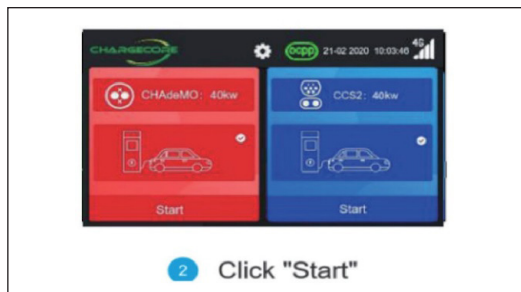 CHARGECORE
ocpp 21-02 2020 10:03:46 4G
CHAdeMO: 40kw
CCS2: 40kw
Start
Start
2 Click "Start"